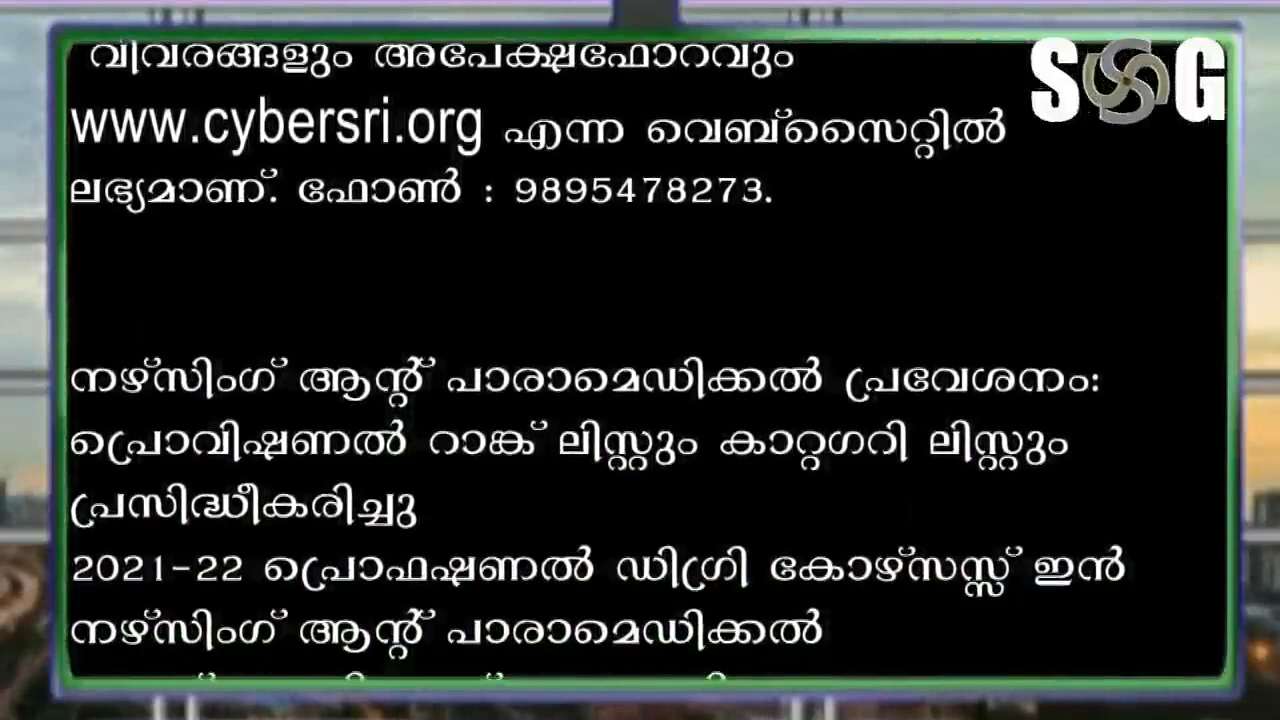 വിവരങ്ങളും അപേക്ഷഫോറവും
www.cybersri.org എന്ന വെബ്സൈറ്റിൽ
ലഭ്യമാണ്. ഫോൺ : 9895478273.
നഴ്സിംഗ് ആന്റ് പാരാമെഡിക്കൽ പ്രവേശനം:
പ്രൊവിഷണൽ റാങ്ക് ലിസ്റ്റും കാറ്റഗറി ലിസ്റ്റും
പ്രസിദ്ധീകരിച്ചു
2021-22 പ്രൊഫഷണൽ ഡിഗ്രി കോഴ്സസ്സ് ഇൻ
നഴ്സിംഗ് ആന്റ് പാരാമെഡിക്കൽ
S G